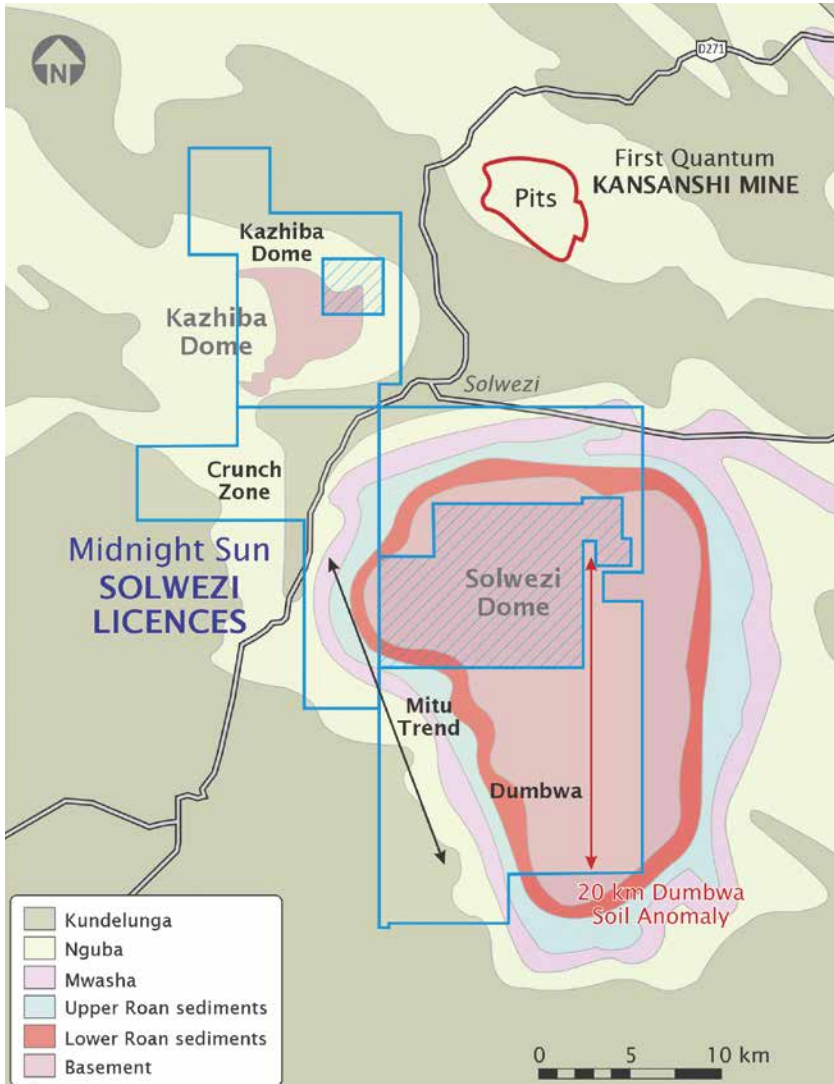 D271
N
First Quantum
KANSANSHI MINE
Pits
Kazhiba
Dome
Kazhiba
Dome
Solwezi
Crunch
Zone
Midnight Sun
SOLWEZI
LICENCES
Solwezi
Dome
Mitu
Trend
Dumbwa
20 km Dumbwa
Soil Anomaly
Kundelunga
Nguba
Mwasha
Upper Roan sediments
Lower Roan sediments
Basement
0 5 10 km